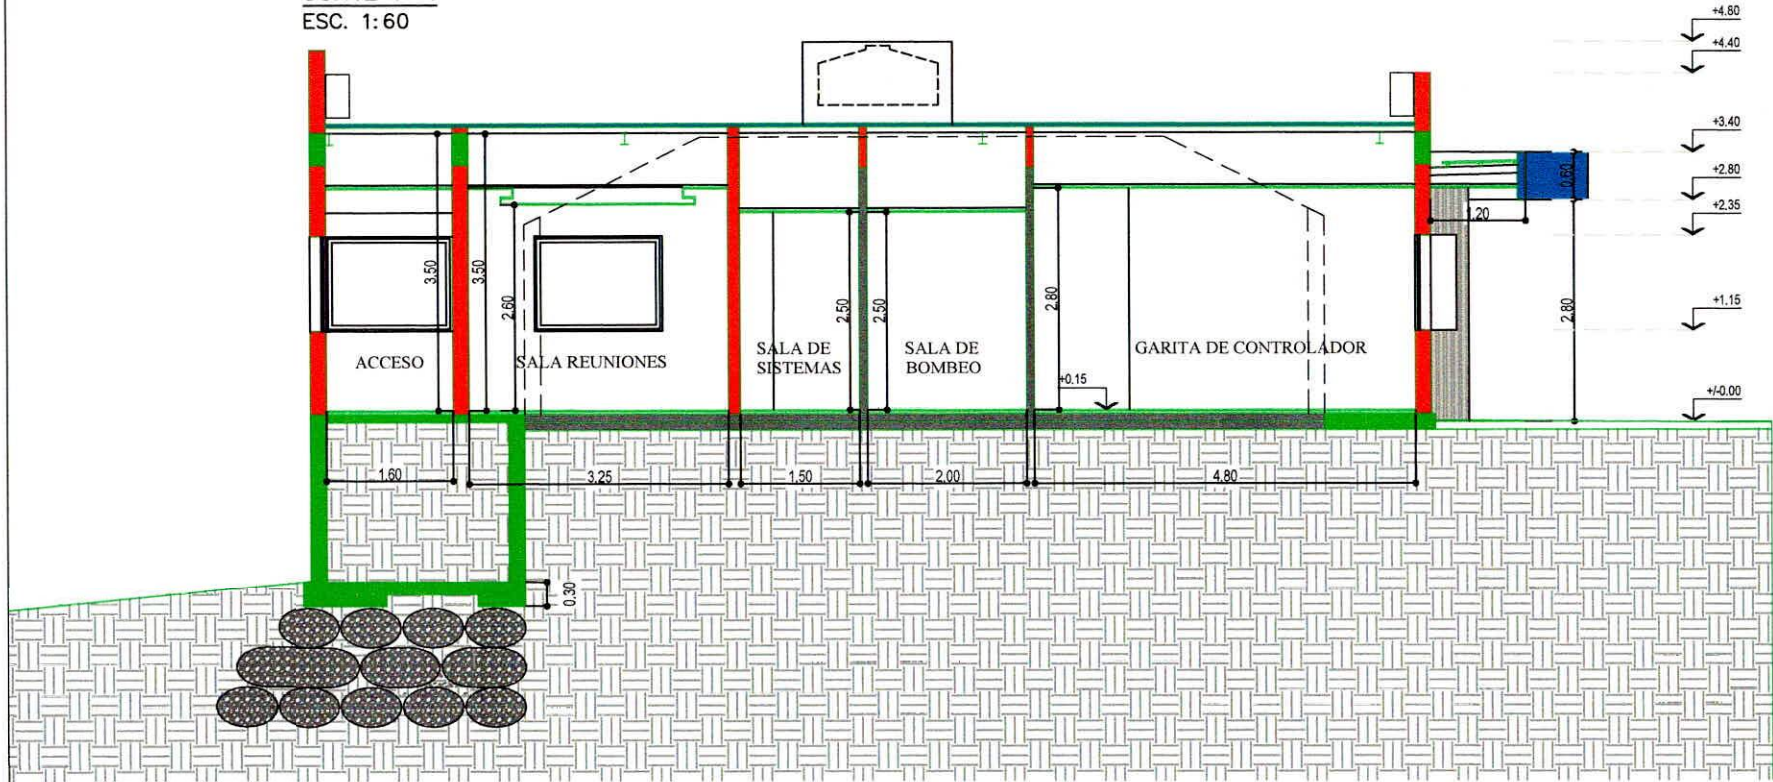 ESC. 1:60
+4.80
+4.40
+3.40
+2.80
+2.35
+1.15
+/-0.00
0.60
1.20
2.80
3.50
3.50
2.60
2.50
2.50
2.80
ACCESO
SALA REUNIONES
SALA DE
SISTEMAS
SALA DE
BOMBEO
GARITA DE CONTROLADOR
+0.15
1.60
3.25
1.50
2.00
4.80
0.30